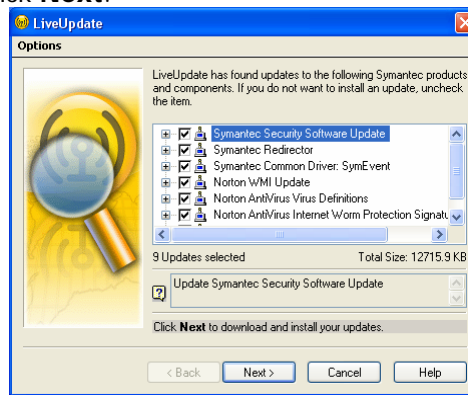 Next.
LiveUpdate
Options
LiveUpdate has found updates to the following Symantec products
and components. If you do not want to install an update, uncheck
the item.
Symantec Security Software Update
Symantec Redirector
Symantec Common Driver: SymEvent
Norton WMI Update
Norton AntiVirus Virus Definitions
Norton AntiVirus Internet Worm Protection Signatu
9 Updates selected Total Size: 12715.9 KB
Update Symantec Security Software Update
Click Next to download and install your updates.
< Back Next > Cancel Help